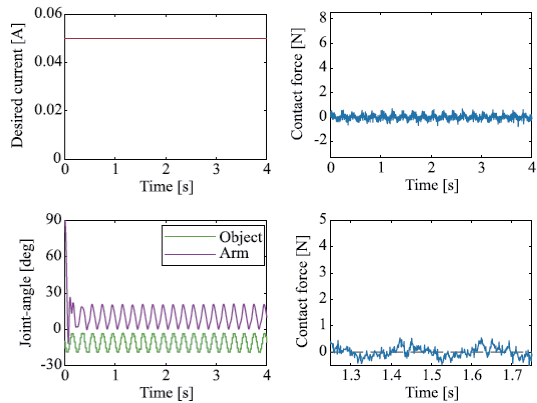 Desired current [A]
0.06
0.04
0.02
0
0 1 2 3 4
Time [s]
Contact force [N]
8
6
4
2
0
-2
0 1 2 3 4
Time [s]
Joint-angle [deg]
90
60
30
0
-30
Object
Arm
0 1 2 3 4
Time [s]
Contact force [N]
5
4
3
2
1
0
1.3 1.4 1.5 1.6 1.7
Time [s]